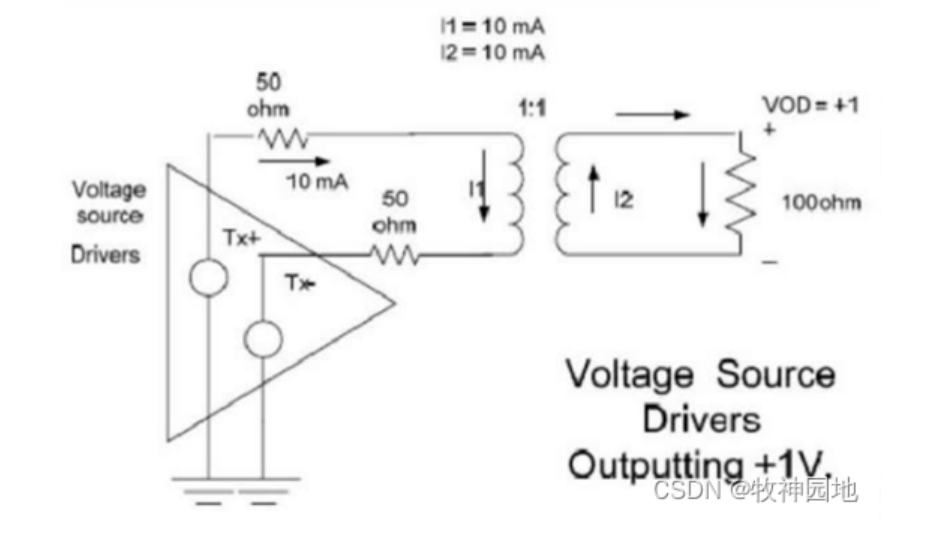 I1 = 10 mA
I2 = 10 mA
50
ohm
1:1
VOD = +1
+
10 mA
Voltage
source
Drivers
50
ohm
I1
I2
100ohm
Tx+
Tx-
–
Voltage Source
Drivers
Outputting +1V.
CSDN @牧神园地